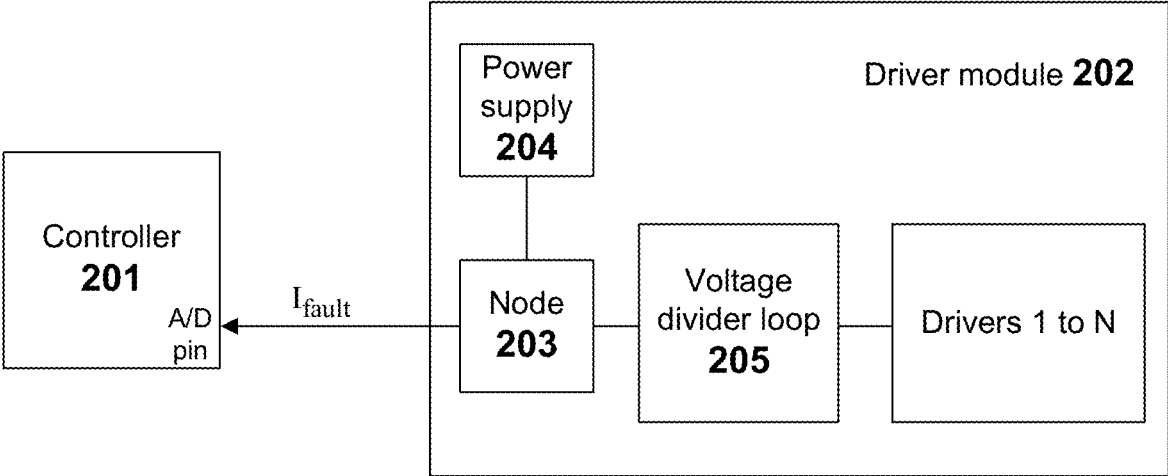 Power
supply
204
Driver module 202
Controller
201
A/D
pin
Ifault
Node
203
Voltage
divider loop
205
Drivers 1 to N